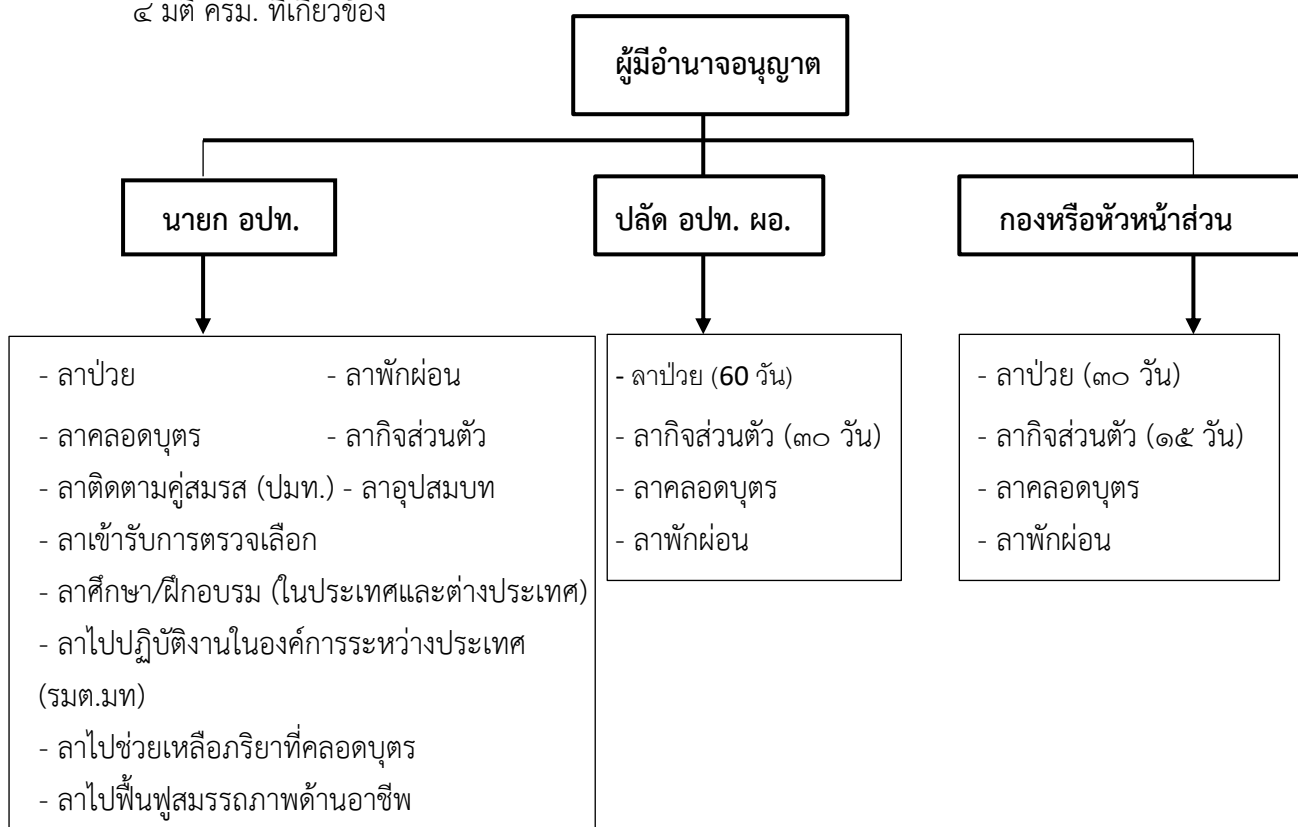 ๔ มติ ครม. ที่เกี่ยวข้อง
ผู้มีอำนาจอนุญาต
นายก อปท.
ปลัด อปท. ผอ.
กองหรือหัวหน้าส่วน
- ลาป่วย - ลาพักผ่อน
- ลาคลอดบุตร - ลากิจส่วนตัว
- ลาติดตามคู่สมรส (ปมท.) - ลาอุปสมบท
- ลาเข้ารับการตรวจเลือก
- ลาศึกษา/ฝึกอบรม (ในประเทศและต่างประเทศ)
- ลาไปปฏิบัติงานในองค์การระหว่างประเทศ
(รมต.มท)
- ลาไปช่วยเหลือภริยาที่คลอดบุตร
- ลาไปฟื้นฟูสมรรถภาพด้านอาชีพ
- ลาป่วย (60 วัน)
- ลากิจส่วนตัว (๓๐ วัน)
- ลาคลอดบุตร
- ลาพักผ่อน
- ลาป่วย (๓๐ วัน)
- ลากิจส่วนตัว (๑๕ วัน)
- ลาคลอดบุตร
- ลาพักผ่อน